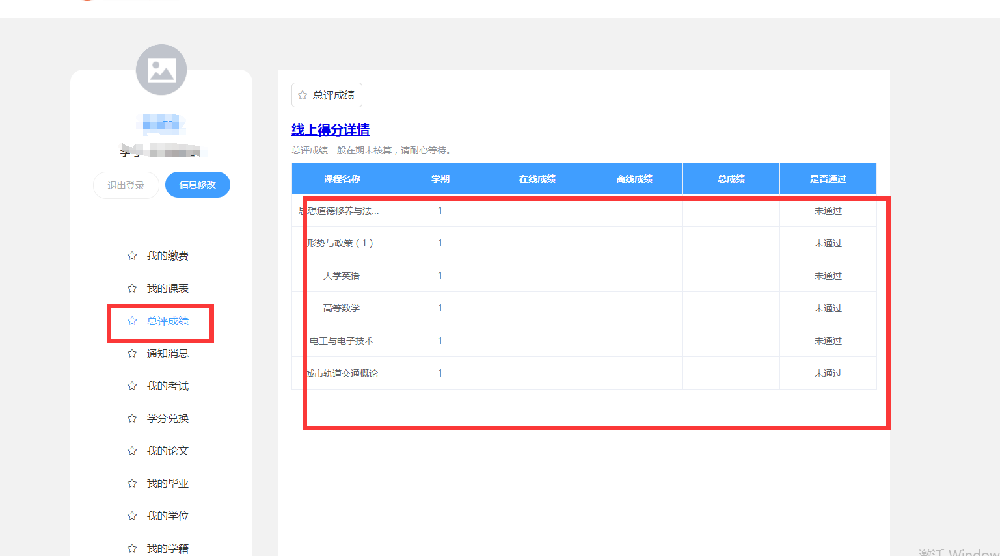 退出登录 信息修改
我的缴费
我的课表
总评成绩
通知消息
我的考试
学分兑换
我的论文
我的毕业
我的学位
我的学籍
总评成绩
线上得分详情
总评成绩一般在期末核算，请耐心等待。
课程名称 学期 在线成绩 离线成绩 总成绩 是否通过
思想道德修养与法... 1 未通过
形势与政策（1） 1 未通过
大学英语 1 未通过
高等数学 1 未通过
电工与电子技术 1 未通过
城市轨道交通概论 1 未通过
激活 Window